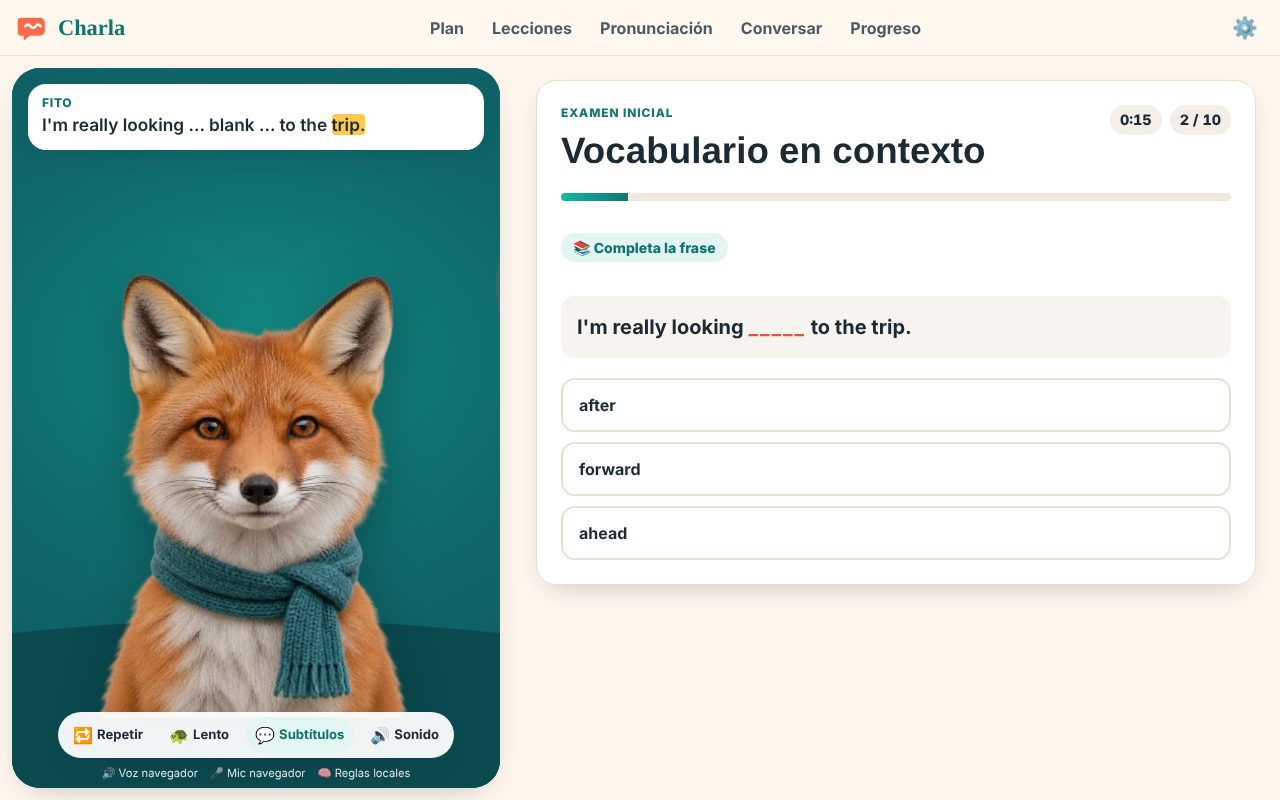 Charla
Plan
Lecciones
Pronunciación
Conversar
Progreso
FITO
I'm really looking ... blank ... to the trip.
Repetir
Lento
Subtítulos
Sonido
Voz navegador
Mic navegador
Reglas locales
EXAMEN INICIAL
0:15
2 / 10
Vocabulario en contexto
Completa la frase
I'm really looking _____ to the trip.
after
forward
ahead